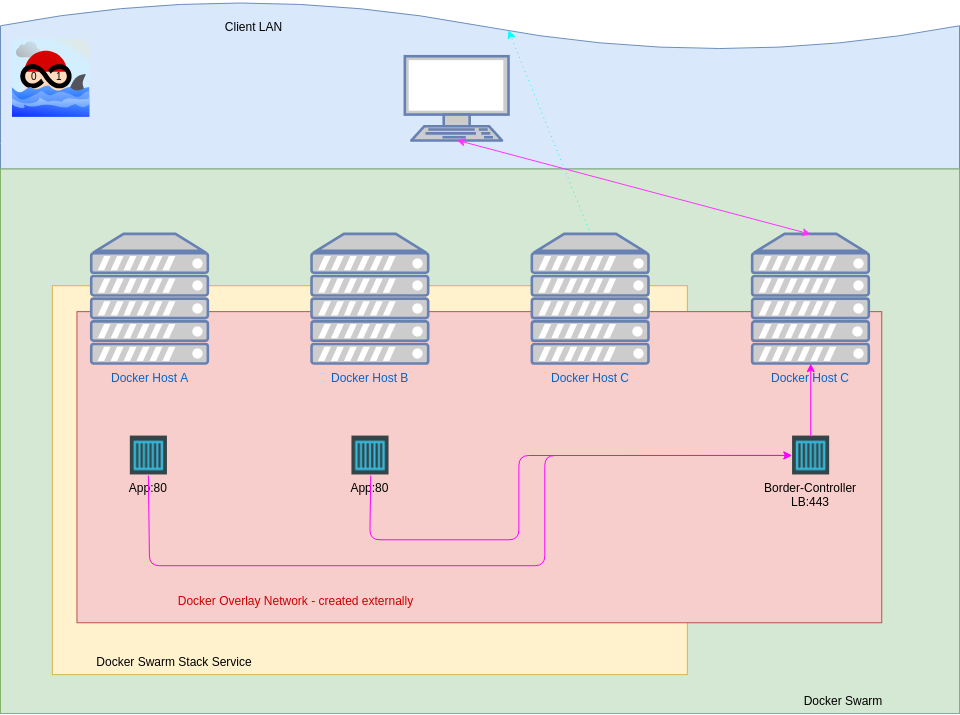 Client LAN
0 1
Docker Host A
Docker Host B
Docker Host C
Docker Host C
App:80
App:80
Border-Controller
LB:443
Docker Overlay Network - created externally
Docker Swarm Stack Service
Docker Swarm